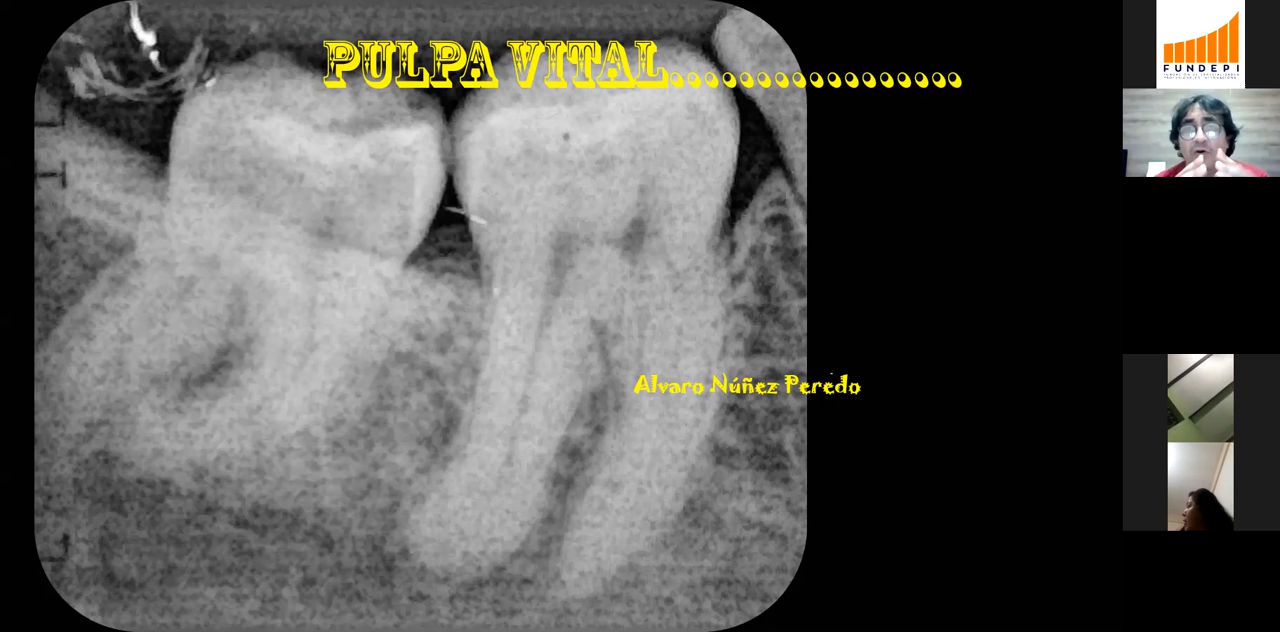 PULPA VITAL.................
Alvaro Núñez Peredo
FUNDEPI